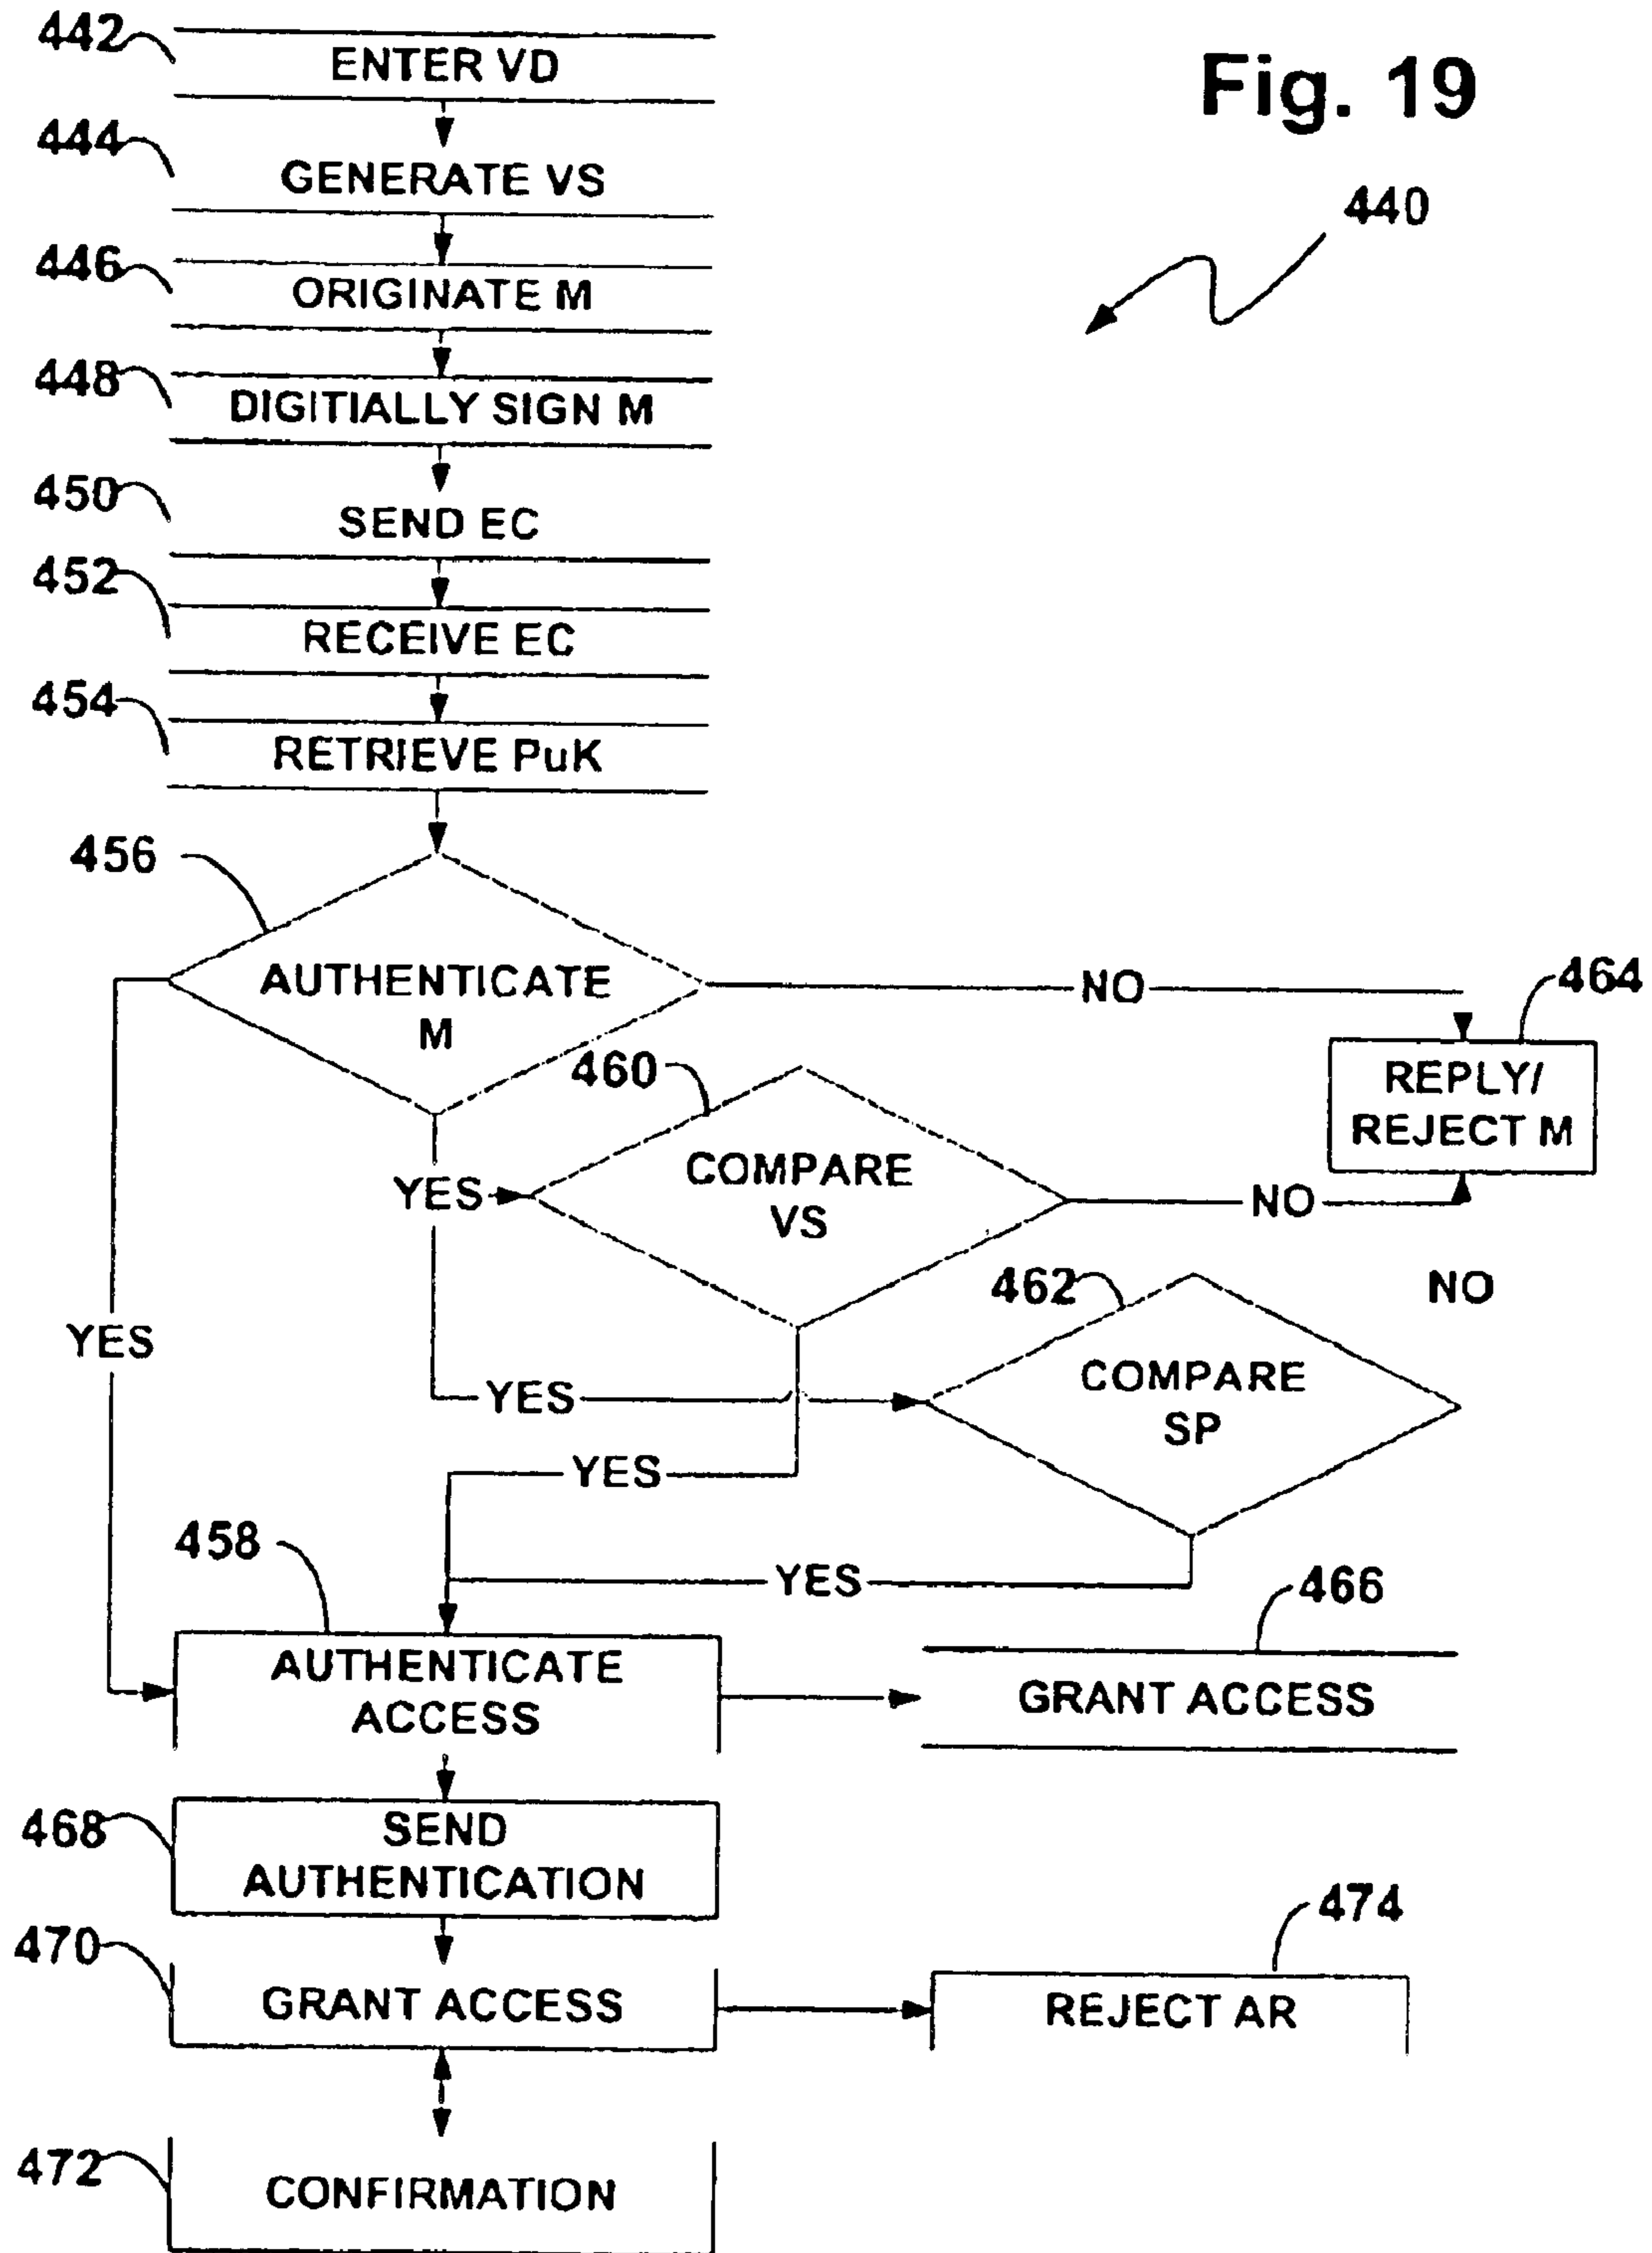 Fig. 19
440
442
ENTER VD
444
GENERATE VS
446
ORIGINATE M
448
DIGITIALLY SIGN M
450
SEND EC
452
RECEIVE EC
454
RETRIEVE PuK
456
AUTHENTICATE
M
NO
464
REPLY/
REJECT M
460
COMPARE
VS
YES
NO
NO
462
COMPARE
SP
YES
YES
YES
YES
458
AUTHENTICATE
ACCESS
466
GRANT ACCESS
468
SEND
AUTHENTICATION
470
GRANT ACCESS
474
REJECT AR
472
CONFIRMATION